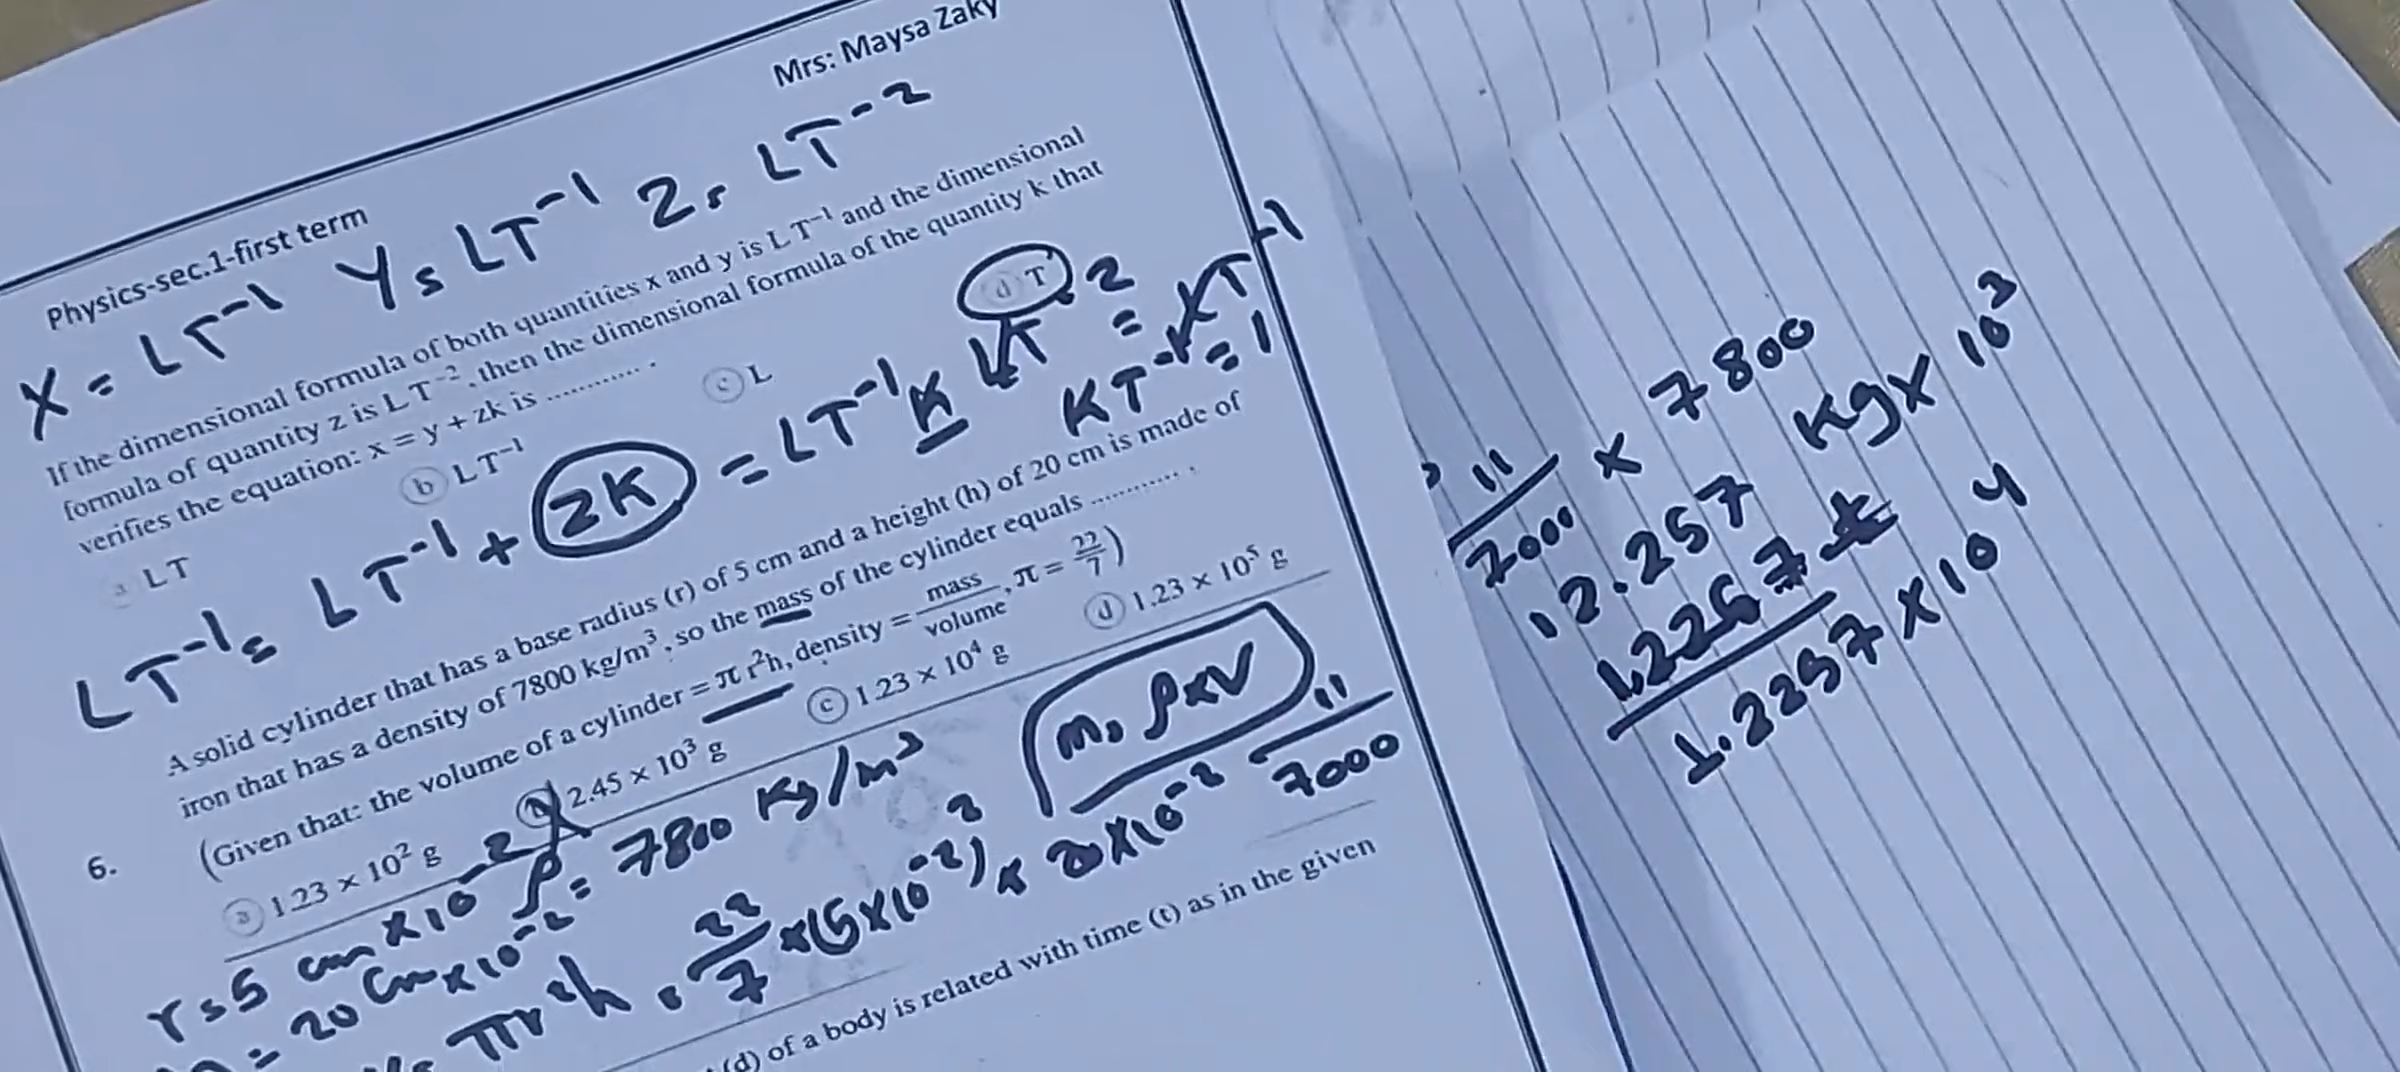 Mrs: Maysa Zaky
Physics-sec.1-first term
X = LT⁻¹ Y = LT⁻¹ Z = LT⁻²
If the dimensional formula of both quantities x and y is L T⁻¹ and the dimensional
formula of quantity z is L T⁻², then the dimensional formula of the quantity k that
verifies the equation: x = y + zk is ............ .
a L T
b L T⁻¹
c L
d T
LT⁻¹ = LT⁻¹ + ZK = LT⁻¹
K LT⁻² = LT⁻¹
KT⁻¹ = 1
6.
A solid cylinder that has a base radius (r) of 5 cm and a height (h) of 20 cm is made of
iron that has a density of 7800 kg/m³, so the mass of the cylinder equals ............ .
(Given that: the volume of a cylinder = π r²h, density = mass/volume, π = 22/7)
a 1.23 × 10² g
2.45 × 10³ g
c 1.23 × 10⁴ g
d 1.23 × 10⁵ g
m = ρ×V
r = 5 cm × 10⁻²
ρ = 7800 Kg/m³
= 20 cm × 10⁻²
πr²h = 22/7 × (5×10⁻²)² × 20×10⁻² 11/7000
(d) of a body is related with time (t) as in the given
11/7000 × 7800
12.257 Kg × 10³
1.2257 × 10⁴